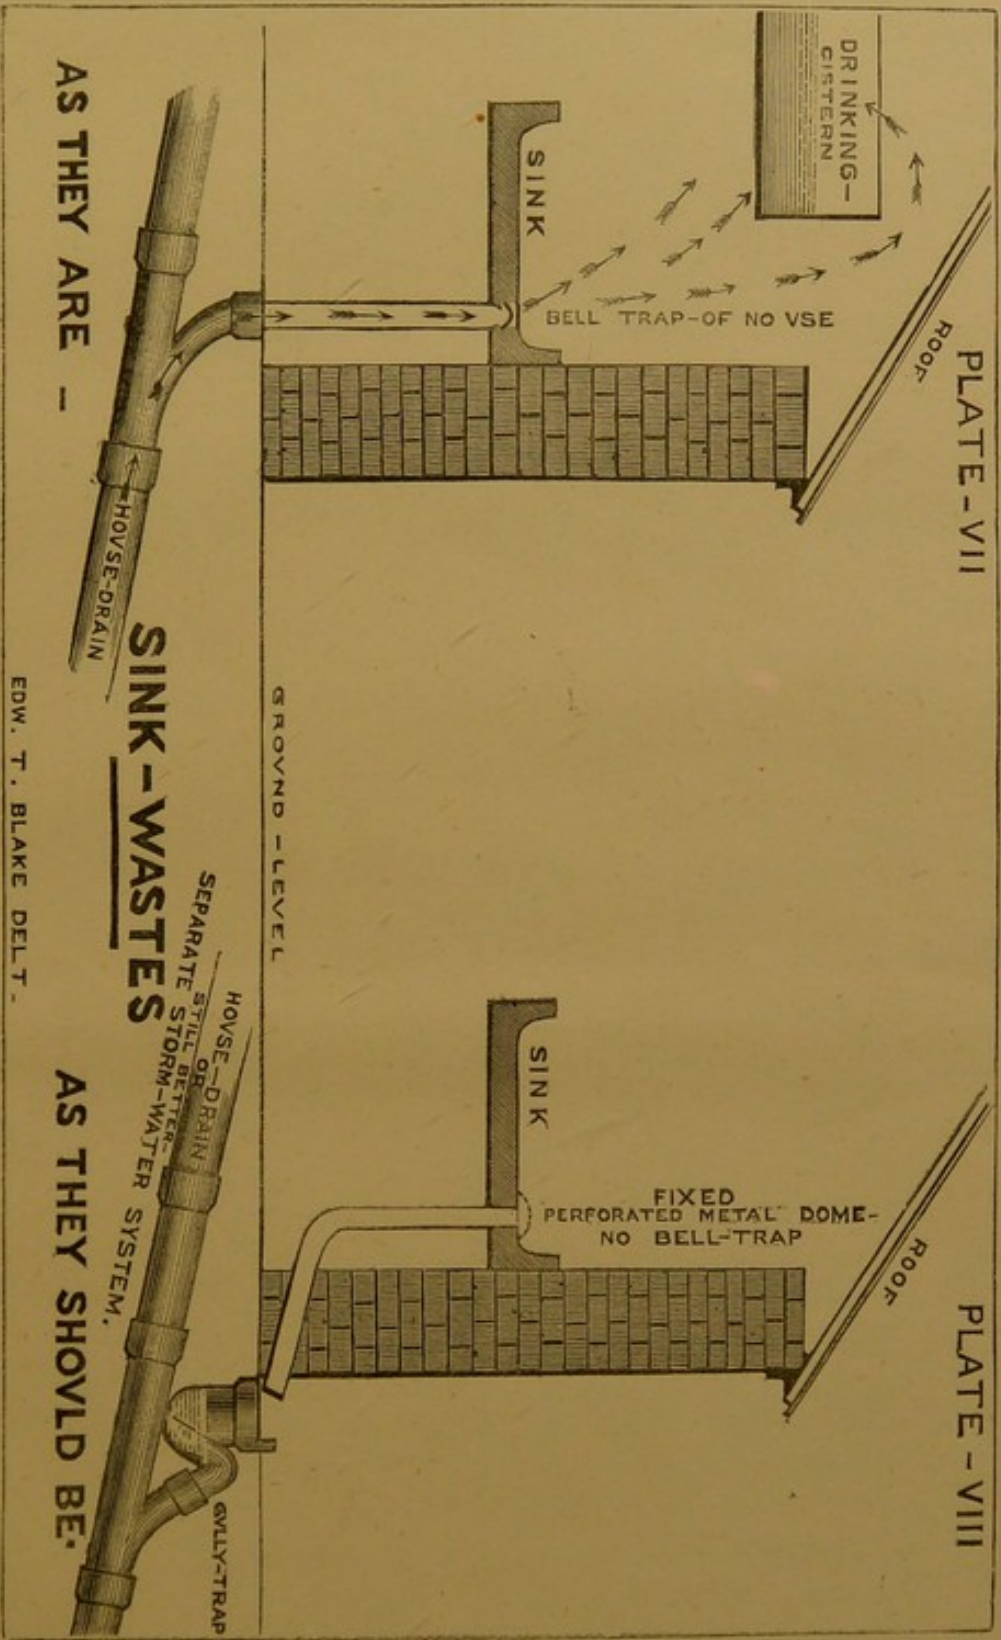 PLATE-VII
ROOF
DRINKING-
CISTERN
SINK
BELL TRAP-OF NO VSE
HOVSE-DRAIN
AS THEY ARE -
GROVND-LEVEL
SINK-WASTES
PLATE-VIII
ROOF
SINK
FIXED
PERFORATED METAL DOME-
NO BELL-TRAP
HOVSE-DRAIN
OR
STILL BETTER-
SEPARATE STORM-WATER SYSTEM.
GVLLY-TRAP
AS THEY SHOVLD BE.
EDW. T. BLAKE DELT.